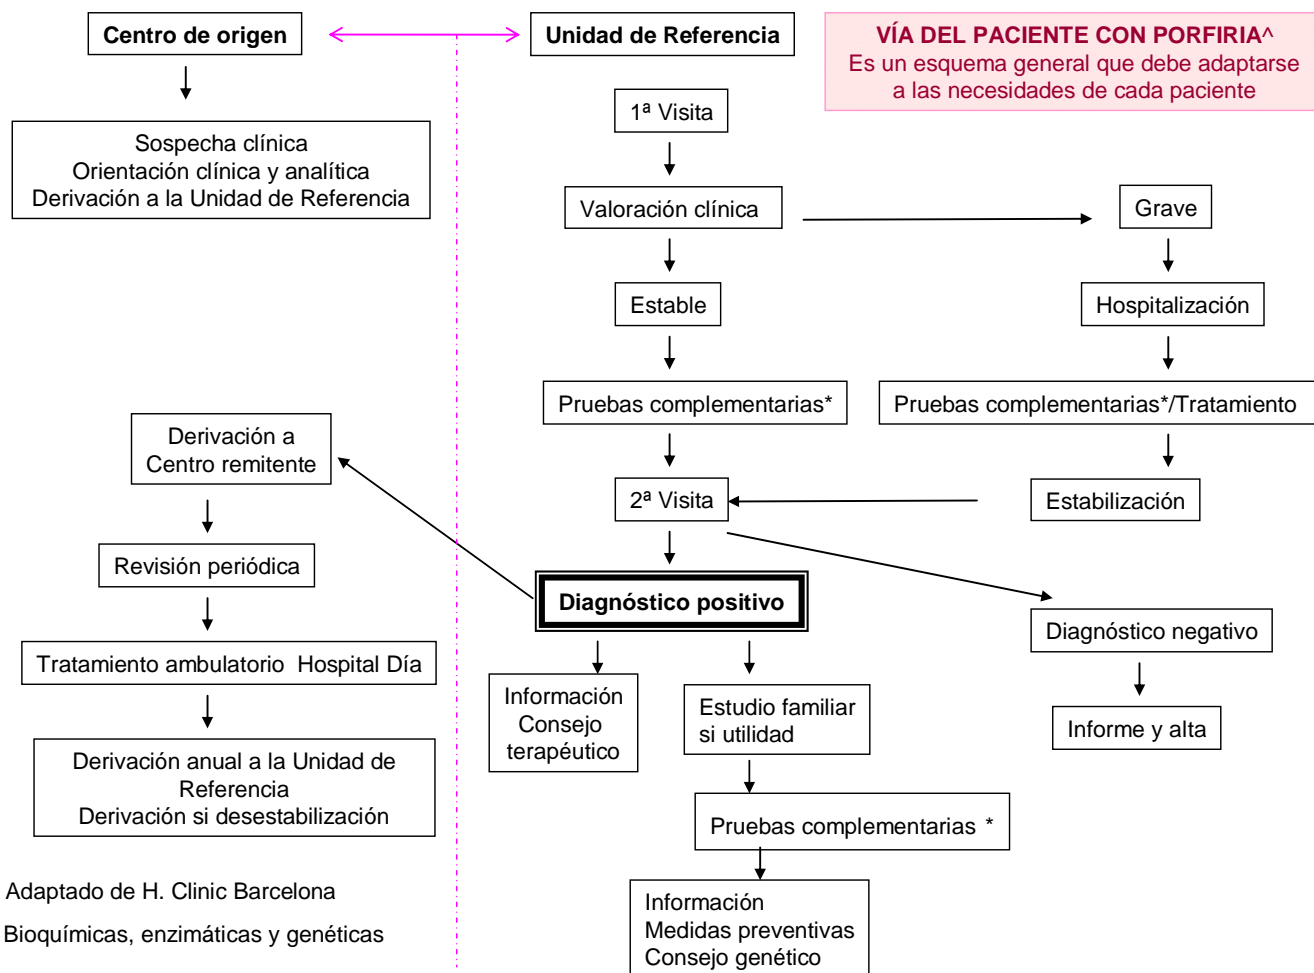 Centro de origen
Unidad de Referencia
VÍA DEL PACIENTE CON PORFIRIA^
Es un esquema general que debe adaptarse
a las necesidades de cada paciente
1ª Visita
Sospecha clínica
Orientación clínica y analítica
Derivación a la Unidad de Referencia
Valoración clínica
Grave
Estable
Hospitalización
Pruebas complementarias*
Pruebas complementarias*/Tratamiento
Derivación a
Centro remitente
2ª Visita
Estabilización
Revisión periódica
Diagnóstico positivo
Diagnóstico negativo
Tratamiento ambulatorio  Hospital Día
Información
Consejo
terapéutico
Estudio familiar
si utilidad
Informe y alta
Derivación anual a la Unidad de
Referencia
Derivación si desestabilización
Pruebas complementarias *
Adaptado de H. Clinic Barcelona
Bioquímicas, enzimáticas y genéticas
Información
Medidas preventivas
Consejo genético